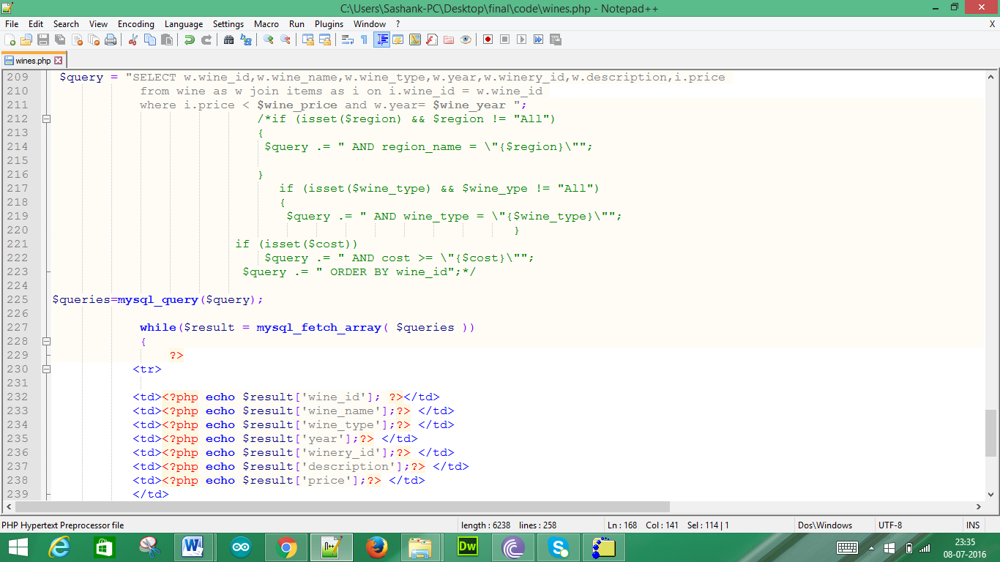 C:\Users\Sashank-PC\Desktop\final\code\wines.php - Notepad++
File Edit Search View Encoding Language Settings Macro Run Plugins Window ? X
wines.php
209 $query = "SELECT w.wine_id,w.wine_name,w.wine_type,w.year,w.winery_id,w.description,i.price
210 from wine as w join items as i on i.wine_id = w.wine_id
211 where i.price < $wine_price and w.year= $wine_year ";
212 /*if (isset($region) && $region != "All")
213 {
214 $query .= " AND region_name = \"{$region}\"";
215
216 }
217 if (isset($wine_type) && $wine_ype != "All")
218 {
219 $query .= " AND wine_type = \"{$wine_type}\"";
220 }
221 if (isset($cost))
222 $query .= " AND cost >= \"{$cost}\"";
223 $query .= " ORDER BY wine_id";*/
224
225 $queries=mysql_query($query);
226
227 while($result = mysql_fetch_array( $queries ))
228 {
229 ?>
230 <tr>
231
232 <td><?php echo $result['wine_id']; ?></td>
233 <td><?php echo $result['wine_name'];?> </td>
234 <td><?php echo $result['wine_type'];?> </td>
235 <td><?php echo $result['year'];?> </td>
236 <td><?php echo $result['winery_id'];?> </td>
237 <td><?php echo $result['description'];?> </td>
238 <td><?php echo $result['price'];?> </td>
239 </td>
PHP Hypertext Preprocessor file length : 6238 lines : 258 Ln : 168 Col : 141 Sel : 114 | 1 Dos\Windows UTF-8 INS
23:35
08-07-2016